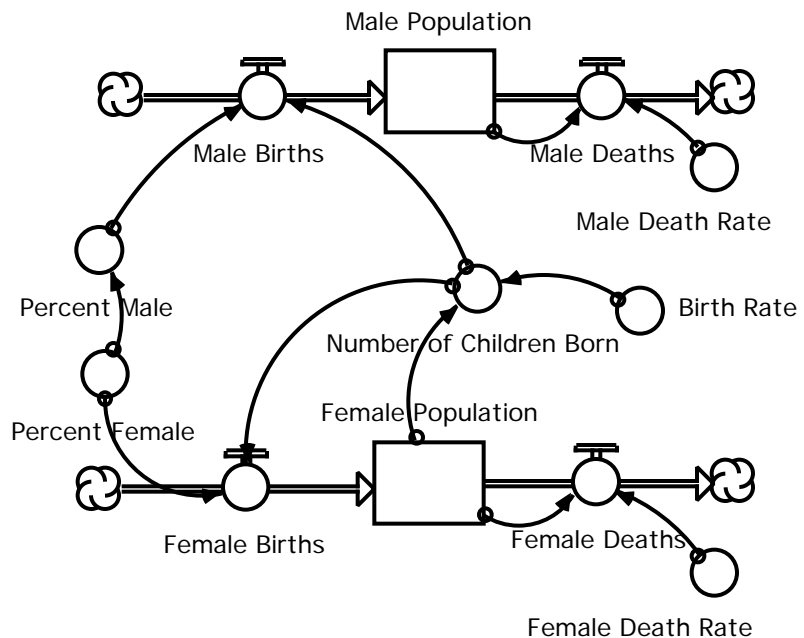 Male Population
Male Births
Male Deaths
Male Death Rate
Percent Male
Birth Rate
Number of Children Born
Female Population
Percent Female
Female Births
Female Deaths
Female Death Rate